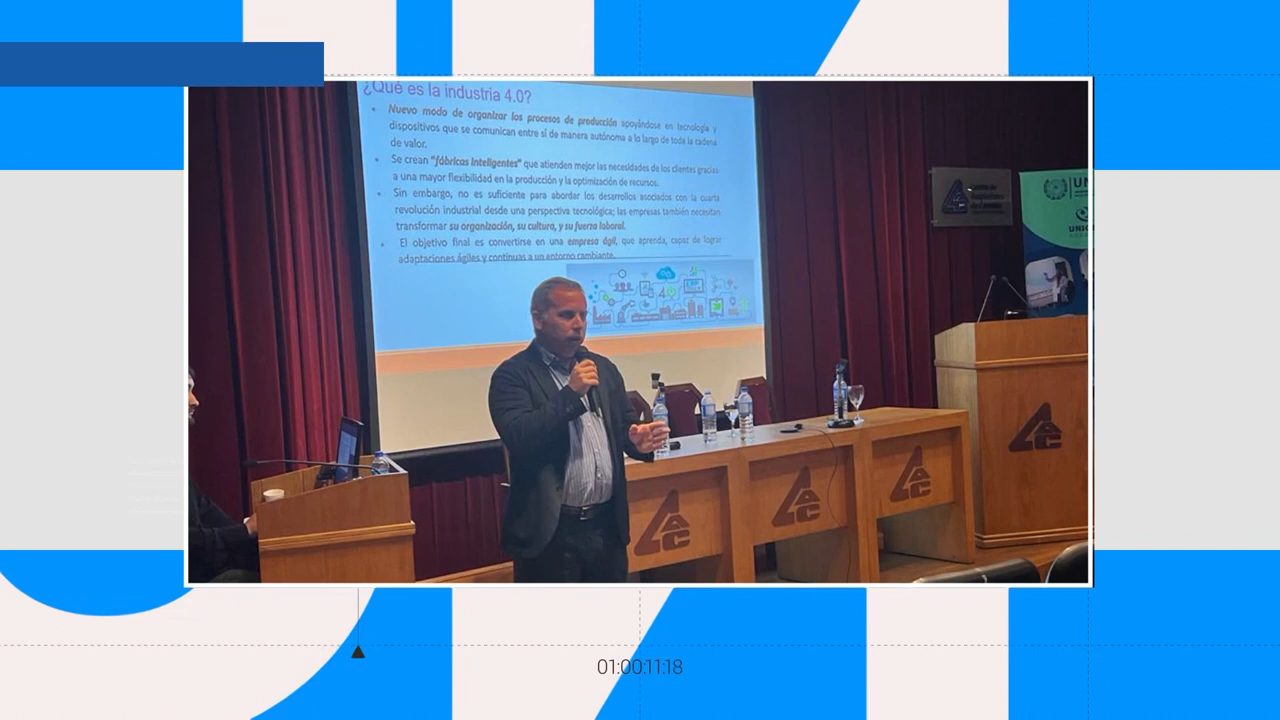 ¿Qué es la industria 4.0?
• Nuevo modo de organizar los procesos de producción apoyándose en tecnología y
dispositivos que se comunican entre sí de manera autónoma a lo largo de toda la cadena
de valor.
• Se crean "fábricas inteligentes" que atienden mejor las necesidades de los clientes gracias
a una mayor flexibilidad en la producción y la optimización de recursos.
• Sin embargo, no es suficiente para abordar los desarrollos asociados con la cuarta
revolución industrial desde una perspectiva tecnológica; las empresas también necesitan
transformar su organización, su cultura, y su fuerza laboral.
• El objetivo final es convertirse en una empresa ágil, que aprenda, capaz de lograr
adaptaciones ágiles y continuas a un entorno cambiante.
01:00:11:18